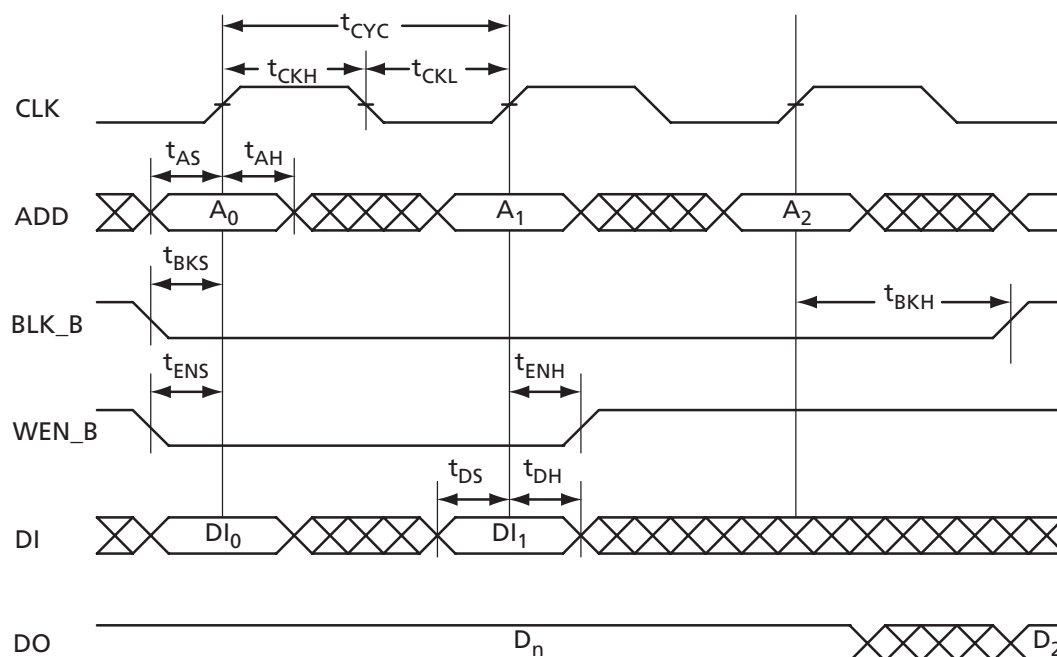 tCYC
tCKH tCKL
CLK
tAS tAH
ADD A0 A1 A2
tBKS
tBKH
BLK_B
tENS tENH
WEN_B
tDS tDH
DI DI0 DI1
DO Dn D2